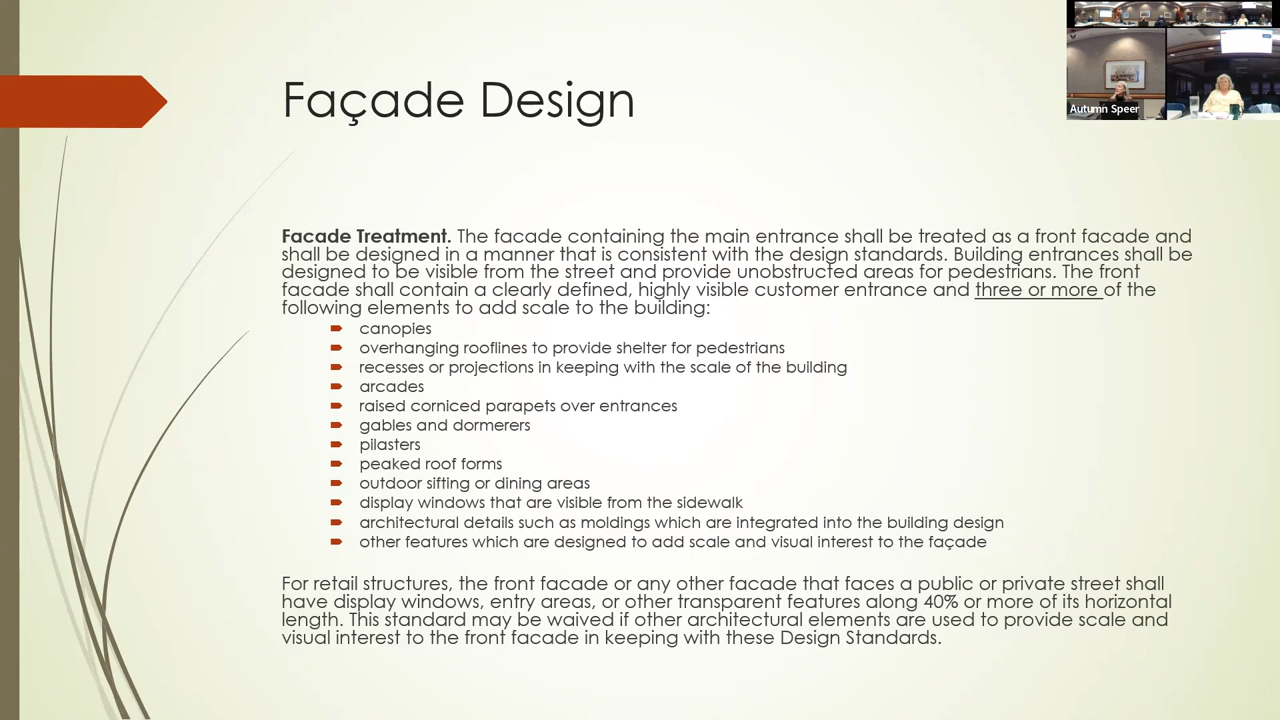 Façade Design
Autumn Speer
Facade Treatment. The facade containing the main entrance shall be treated as a front facade and
shall be designed in a manner that is consistent with the design standards. Building entrances shall be
designed to be visible from the street and provide unobstructed areas for pedestrians. The front
facade shall contain a clearly defined, highly visible customer entrance and three or more of the
following elements to add scale to the building:
canopies
overhanging rooflines to provide shelter for pedestrians
recesses or projections in keeping with the scale of the building
arcades
raised corniced parapets over entrances
gables and dormerers
pilasters
peaked roof forms
outdoor sifting or dining areas
display windows that are visible from the sidewalk
architectural details such as moldings which are integrated into the building design
other features which are designed to add scale and visual interest to the façade
For retail structures, the front facade or any other facade that faces a public or private street shall
have display windows, entry areas, or other transparent features along 40% or more of its horizontal
length. This standard may be waived if other architectural elements are used to provide scale and
visual interest to the front facade in keeping with these Design Standards.